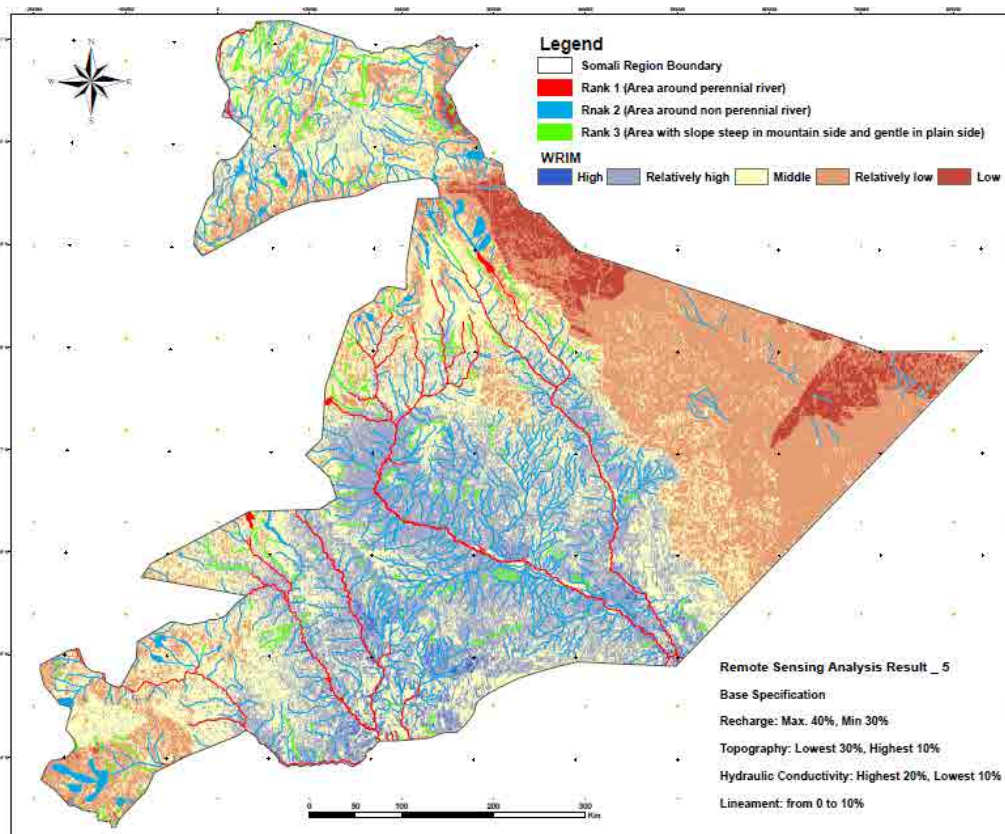 N
W
E
S
Legend
Somali Region Boundary
Rank 1 (Area around perennial river)
Rnak 2 (Area around non perennial river)
Rank 3 (Area with slope steep in mountain side and gentle in plain side)
WRIM
High Relatively high Middle Relatively low Low
Remote Sensing Analysis Result _ 5
Base Specification
Recharge: Max. 40%, Min 30%
Topography: Lowest 30%, Highest 10%
Hydraulic Conductivity: Highest 20%, Lowest 10%
Lineament: from 0 to 10%
0 50 100 200 300
Km